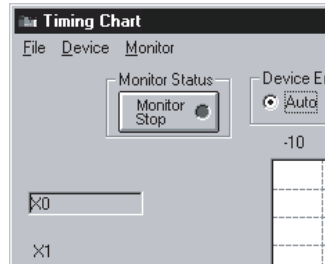 Timing Chart
File Device Monitor
Monitor Status
Monitor Stop
Device E
Auto
-10
X0
X1